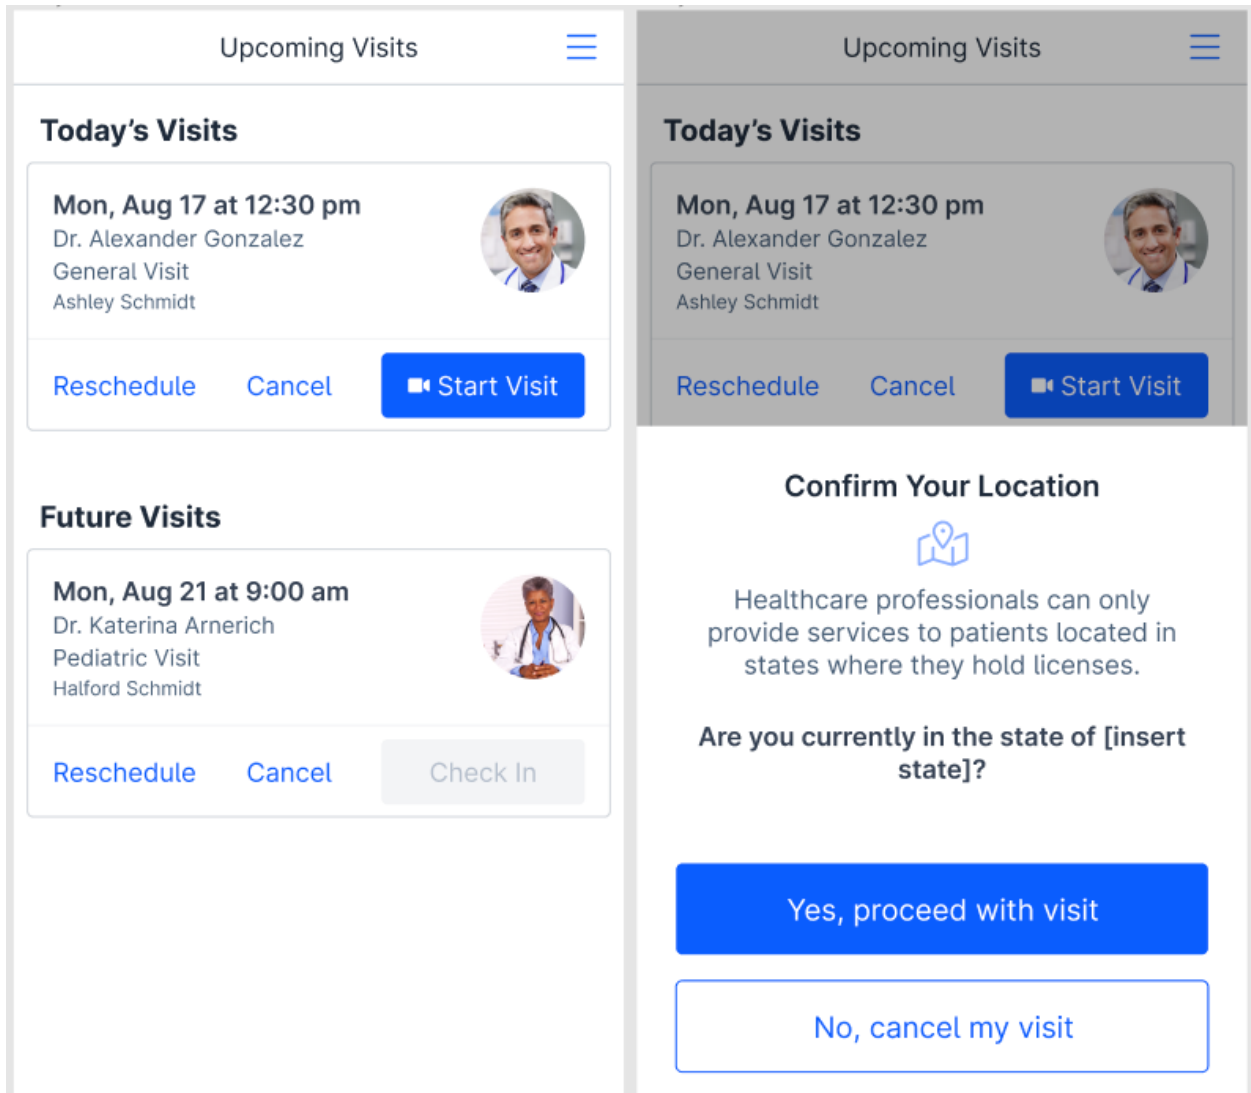 Upcoming Visits
Today's Visits
Mon, Aug 17 at 12:30 pm
Dr. Alexander Gonzalez
General Visit
Ashley Schmidt
Reschedule
Cancel
Start Visit
Future Visits
Mon, Aug 21 at 9:00 am
Dr. Katerina Arnerich
Pediatric Visit
Halford Schmidt
Reschedule
Cancel
Check In
Upcoming Visits
Today's Visits
Mon, Aug 17 at 12:30 pm
Dr. Alexander Gonzalez
General Visit
Ashley Schmidt
Reschedule
Cancel
Start Visit
Confirm Your Location
Healthcare professionals can only
provide services to patients located in
states where they hold licenses.
Are you currently in the state of [insert
state]?
Yes, proceed with visit
No, cancel my visit